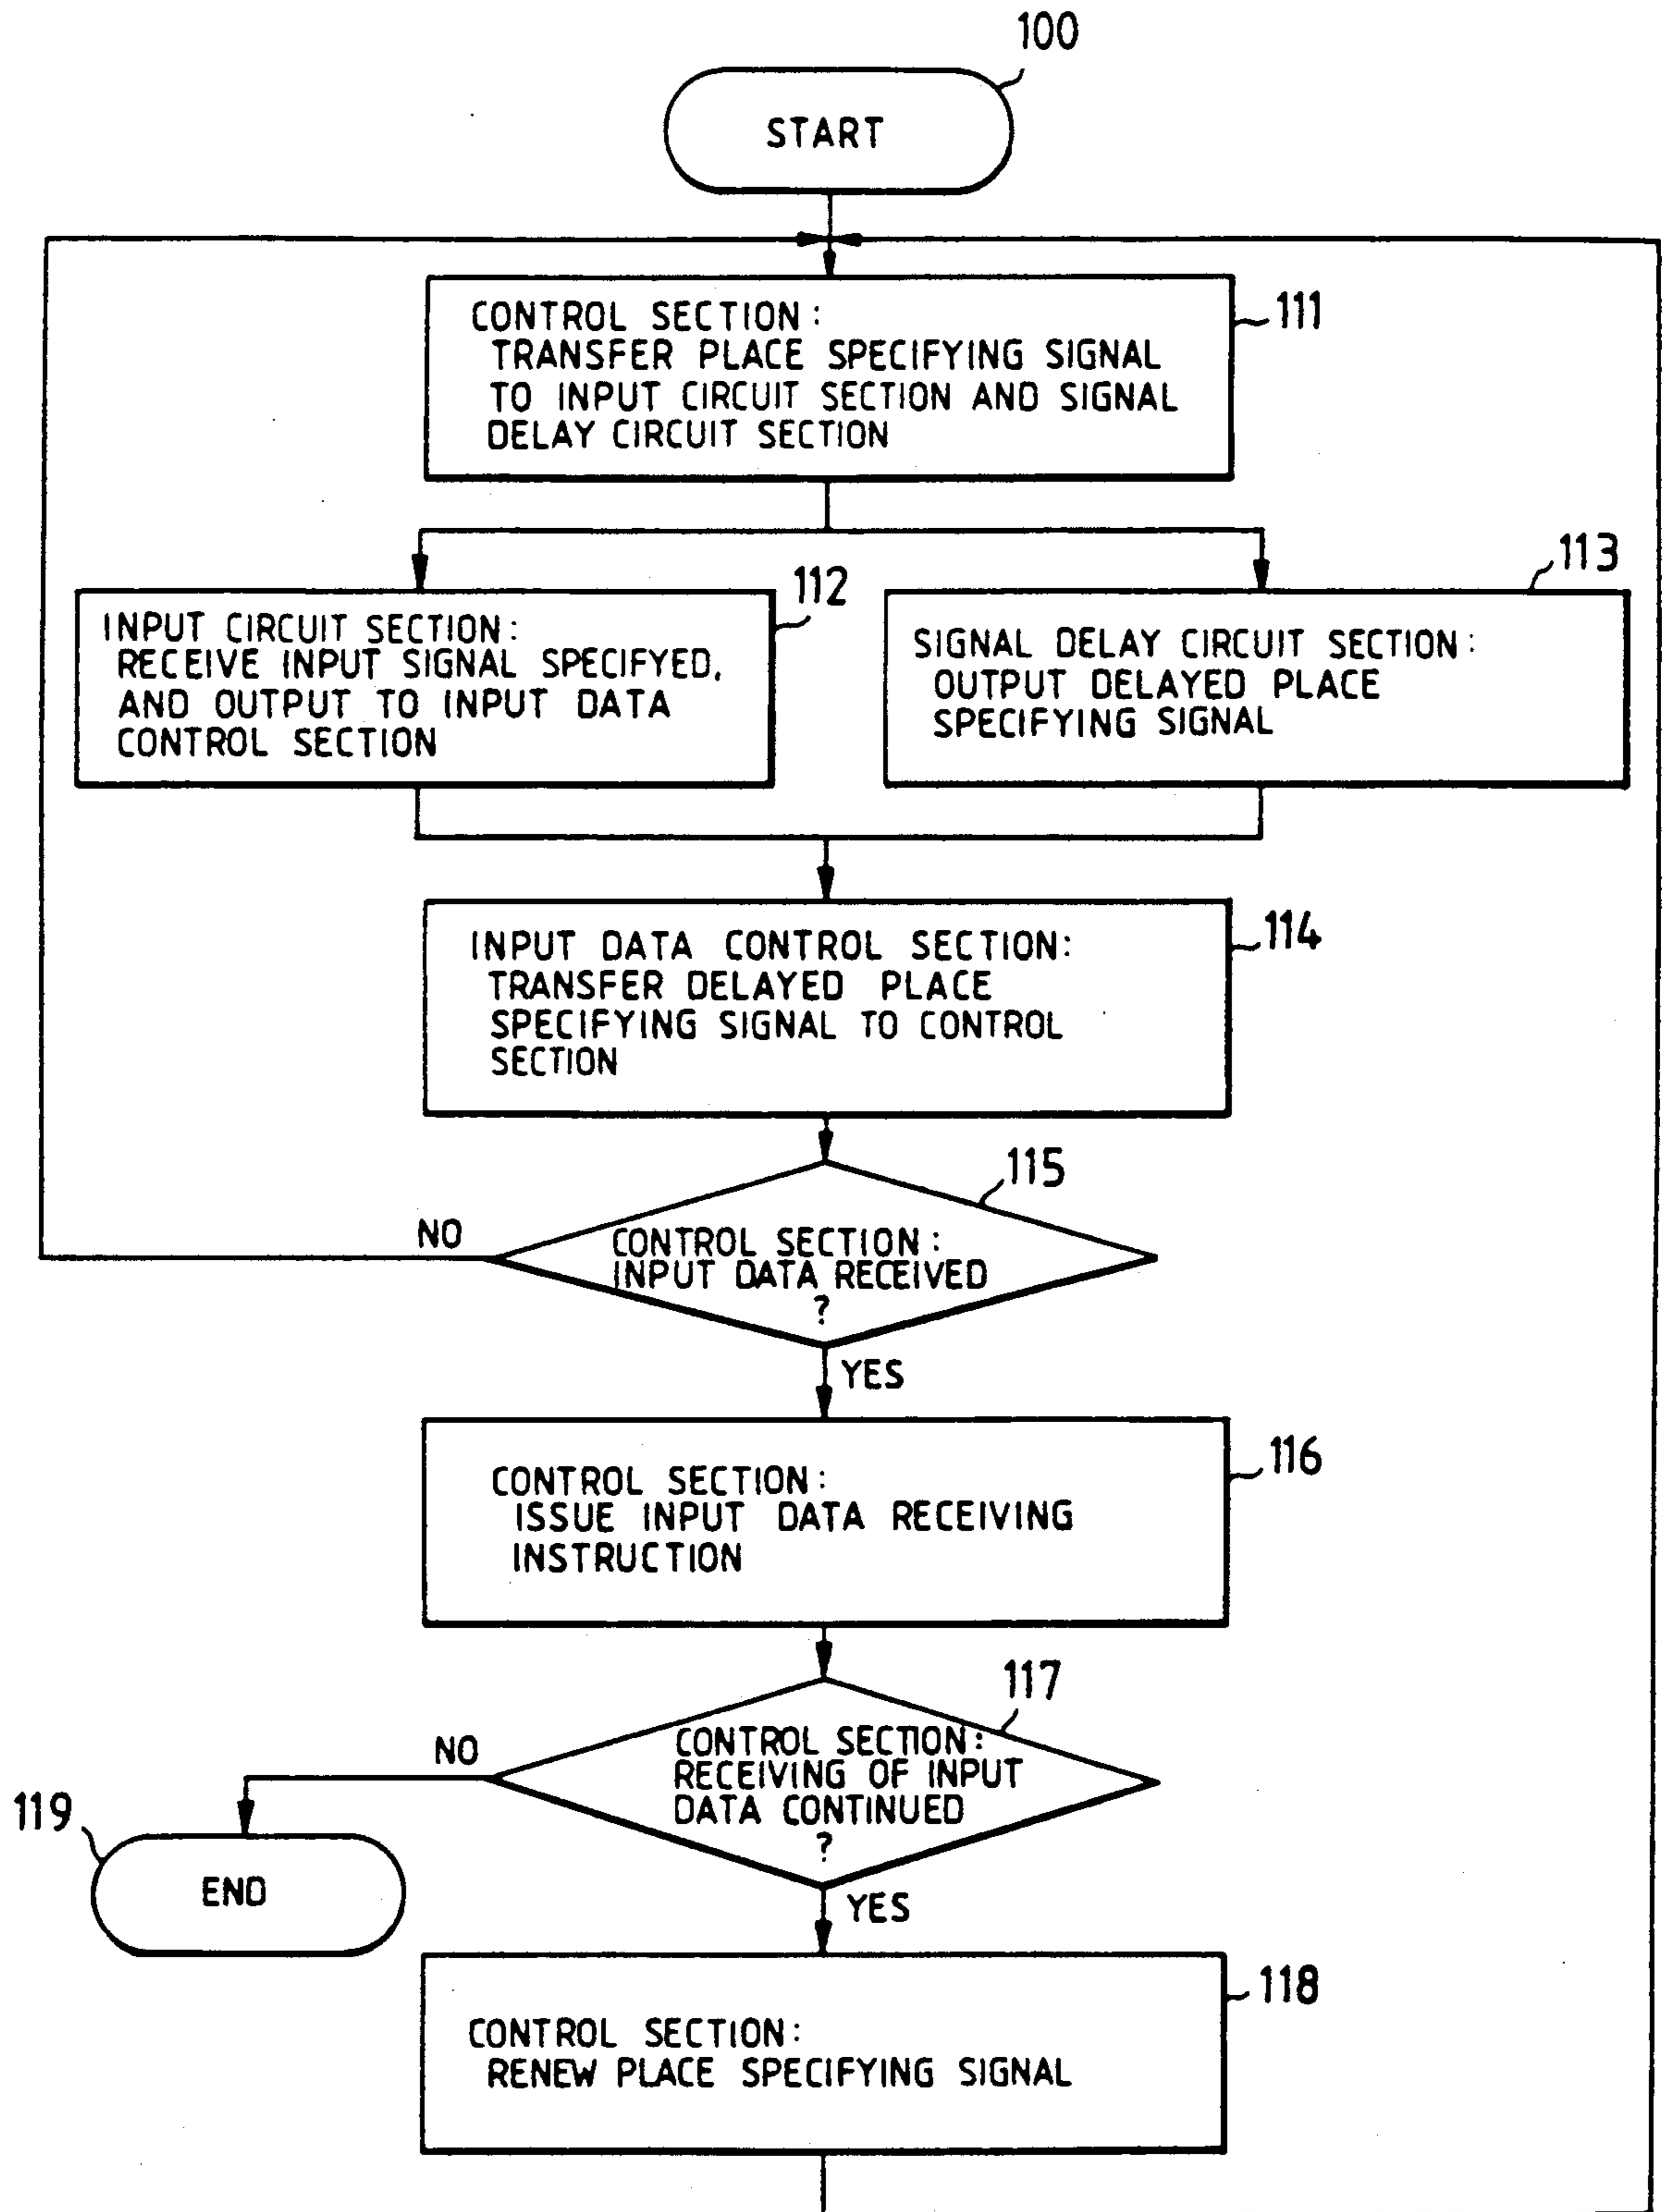 100
START
CONTROL SECTION:
TRANSFER PLACE SPECIFYING SIGNAL
TO INPUT CIRCUIT SECTION AND SIGNAL
DELAY CIRCUIT SECTION
111
112
INPUT CIRCUIT SECTION:
RECEIVE INPUT SIGNAL SPECIFYED,
AND OUTPUT TO INPUT DATA
CONTROL SECTION
113
SIGNAL DELAY CIRCUIT SECTION:
OUTPUT DELAYED PLACE
SPECIFYING SIGNAL
114
INPUT DATA CONTROL SECTION:
TRANSFER DELAYED PLACE
SPECIFYING SIGNAL TO CONTROL
SECTION
115
NO
CONTROL SECTION:
INPUT DATA RECEIVED
?
YES
116
CONTROL SECTION:
ISSUE INPUT DATA RECEIVING
INSTRUCTION
117
NO
CONTROL SECTION:
RECEIVING OF INPUT
DATA CONTINUED
?
119
END
YES
118
CONTROL SECTION:
RENEW PLACE SPECIFYING SIGNAL